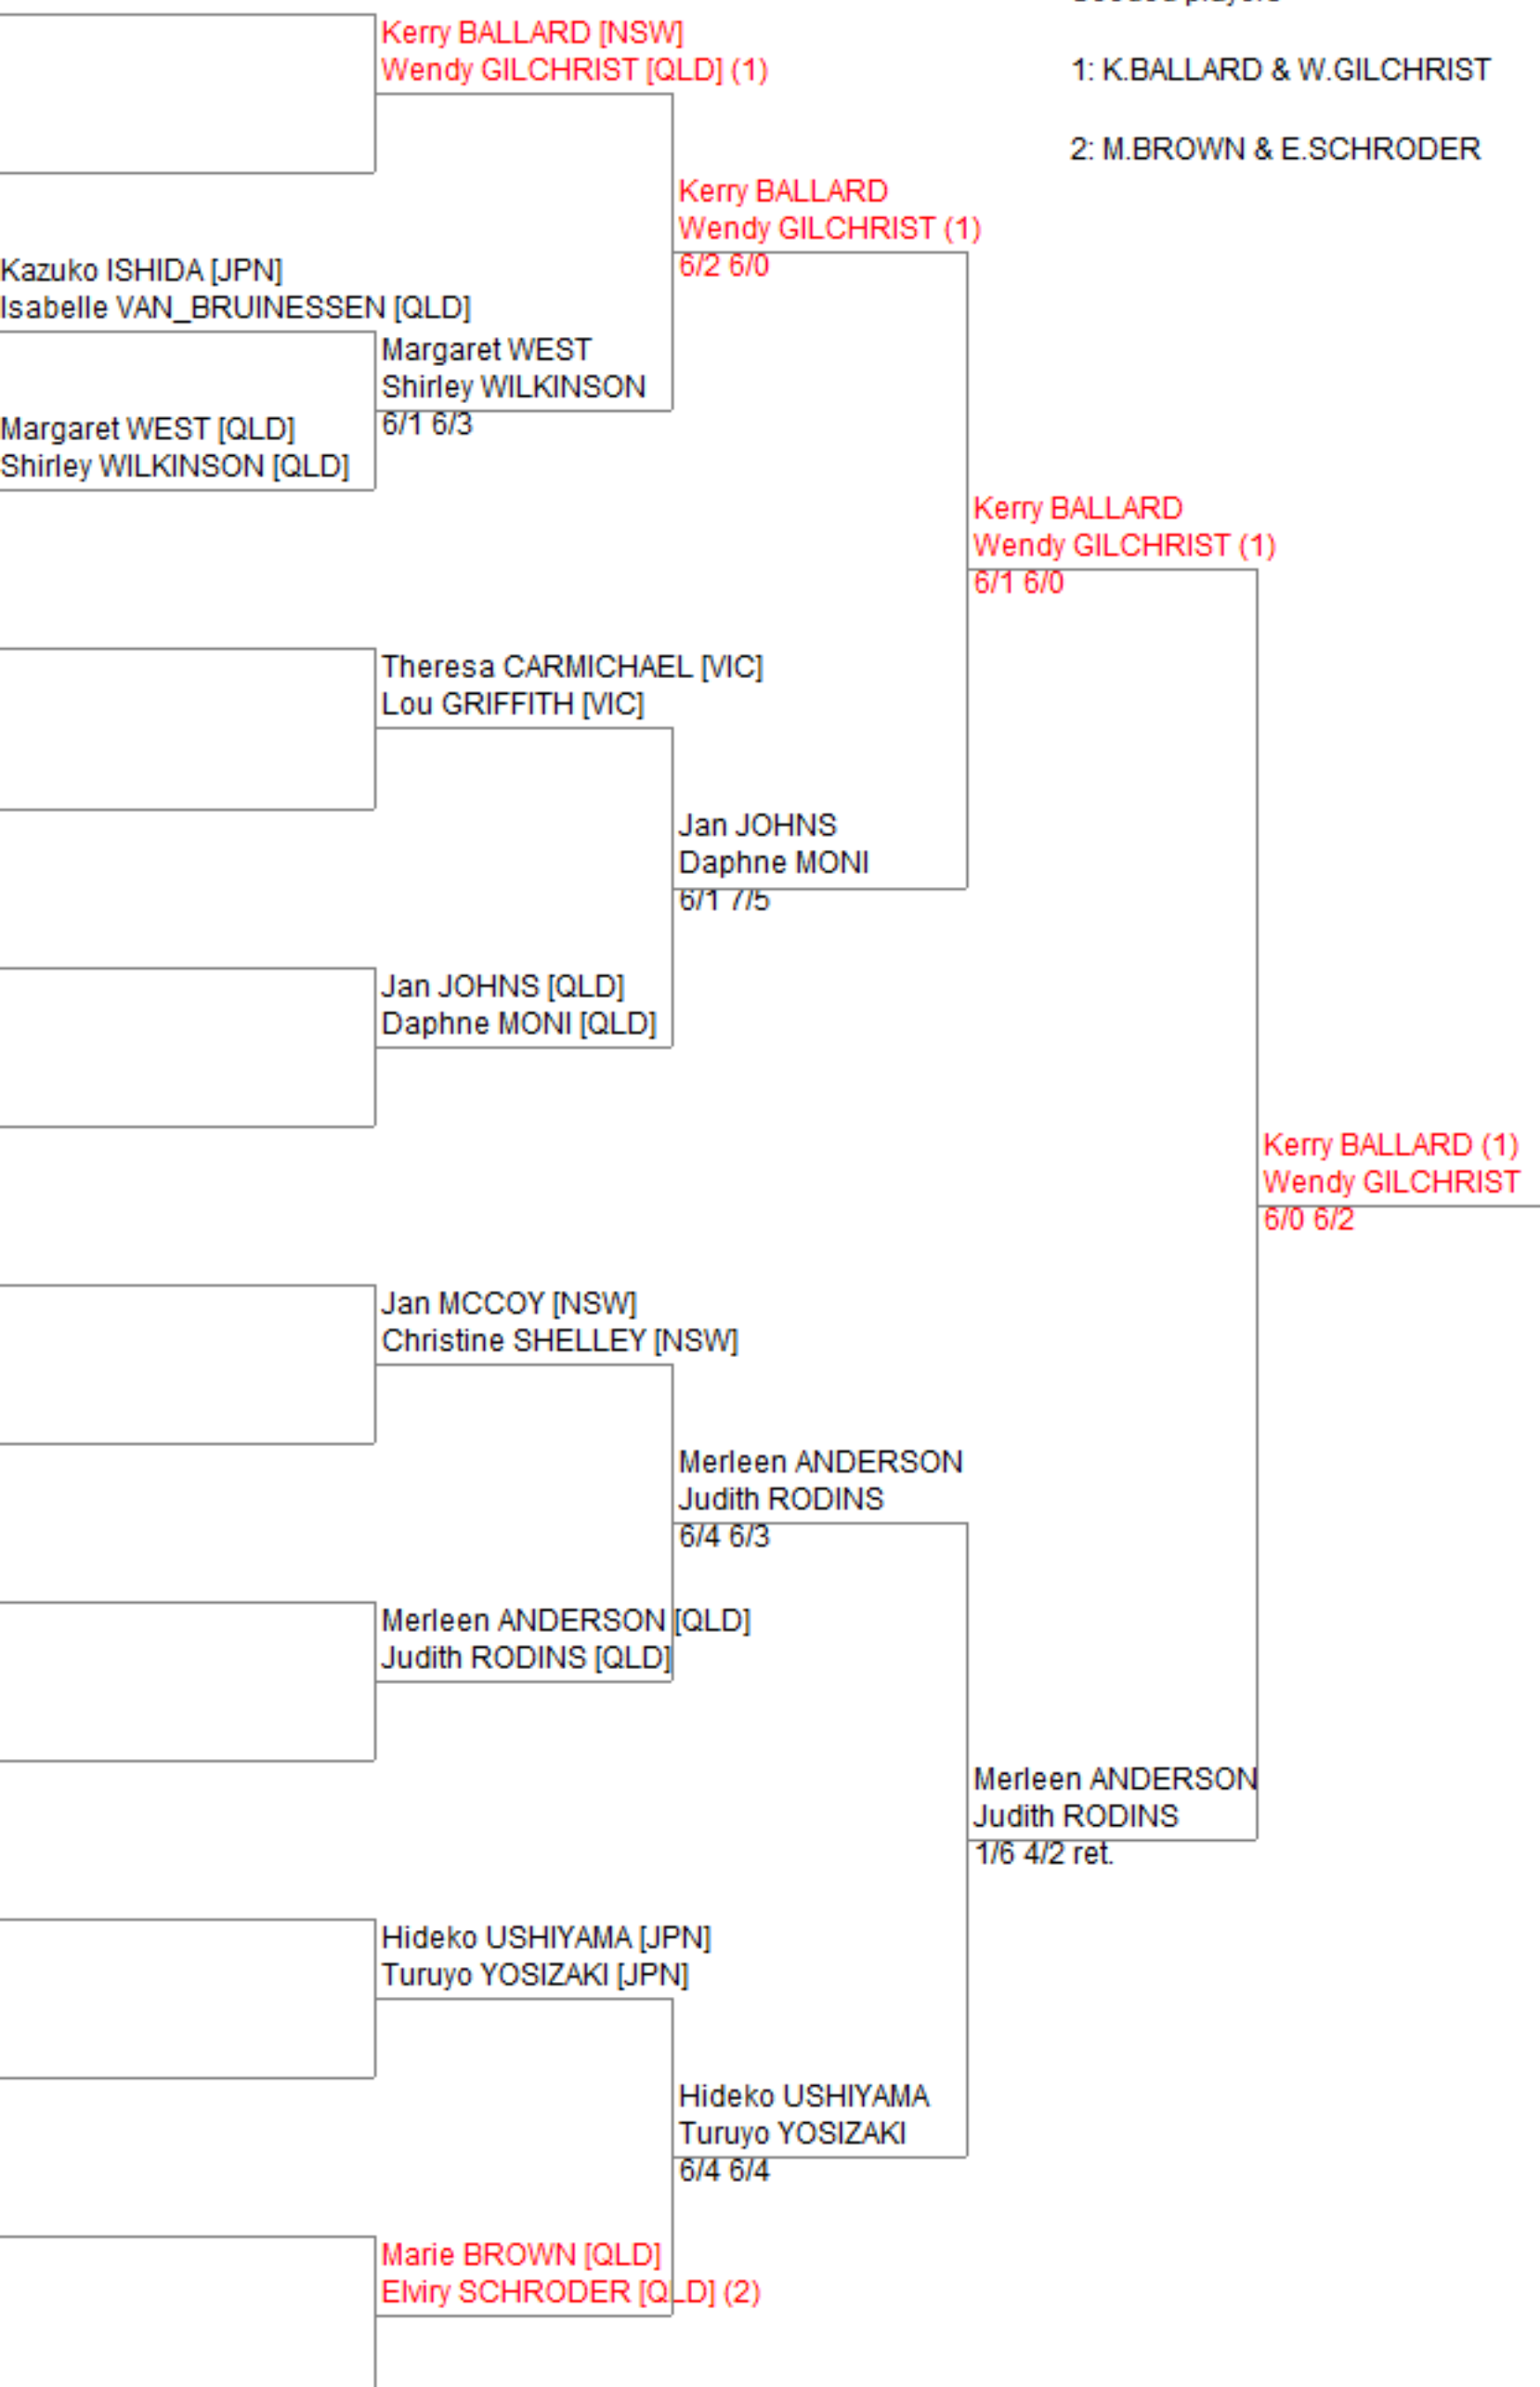 Seeded players
1: K.BALLARD & W.GILCHRIST
2: M.BROWN & E.SCHRODER
Kerry BALLARD [NSW]
Wendy GILCHRIST [QLD] (1)
Kerry BALLARD
Wendy GILCHRIST (1)
6/2 6/0
Kazuko ISHIDA [JPN]
Isabelle VAN_BRUINESSEN [QLD]
Margaret WEST
Shirley WILKINSON
6/1 6/3
Margaret WEST [QLD]
Shirley WILKINSON [QLD]
Kerry BALLARD
Wendy GILCHRIST (1)
6/1 6/0
Theresa CARMICHAEL [VIC]
Lou GRIFFITH [VIC]
Jan JOHNS
Daphne MONI
6/1 7/5
Jan JOHNS [QLD]
Daphne MONI [QLD]
Kerry BALLARD (1)
Wendy GILCHRIST
6/0 6/2
Jan MCCOY [NSW]
Christine SHELLEY [NSW]
Merleen ANDERSON
Judith RODINS
6/4 6/3
Merleen ANDERSON [QLD]
Judith RODINS [QLD]
Merleen ANDERSON
Judith RODINS
1/6 4/2 ret.
Hideko USHIYAMA [JPN]
Turuyo YOSIZAKI [JPN]
Hideko USHIYAMA
Turuyo YOSIZAKI
6/4 6/4
Marie BROWN [QLD]
Elviry SCHRODER [QLD] (2)